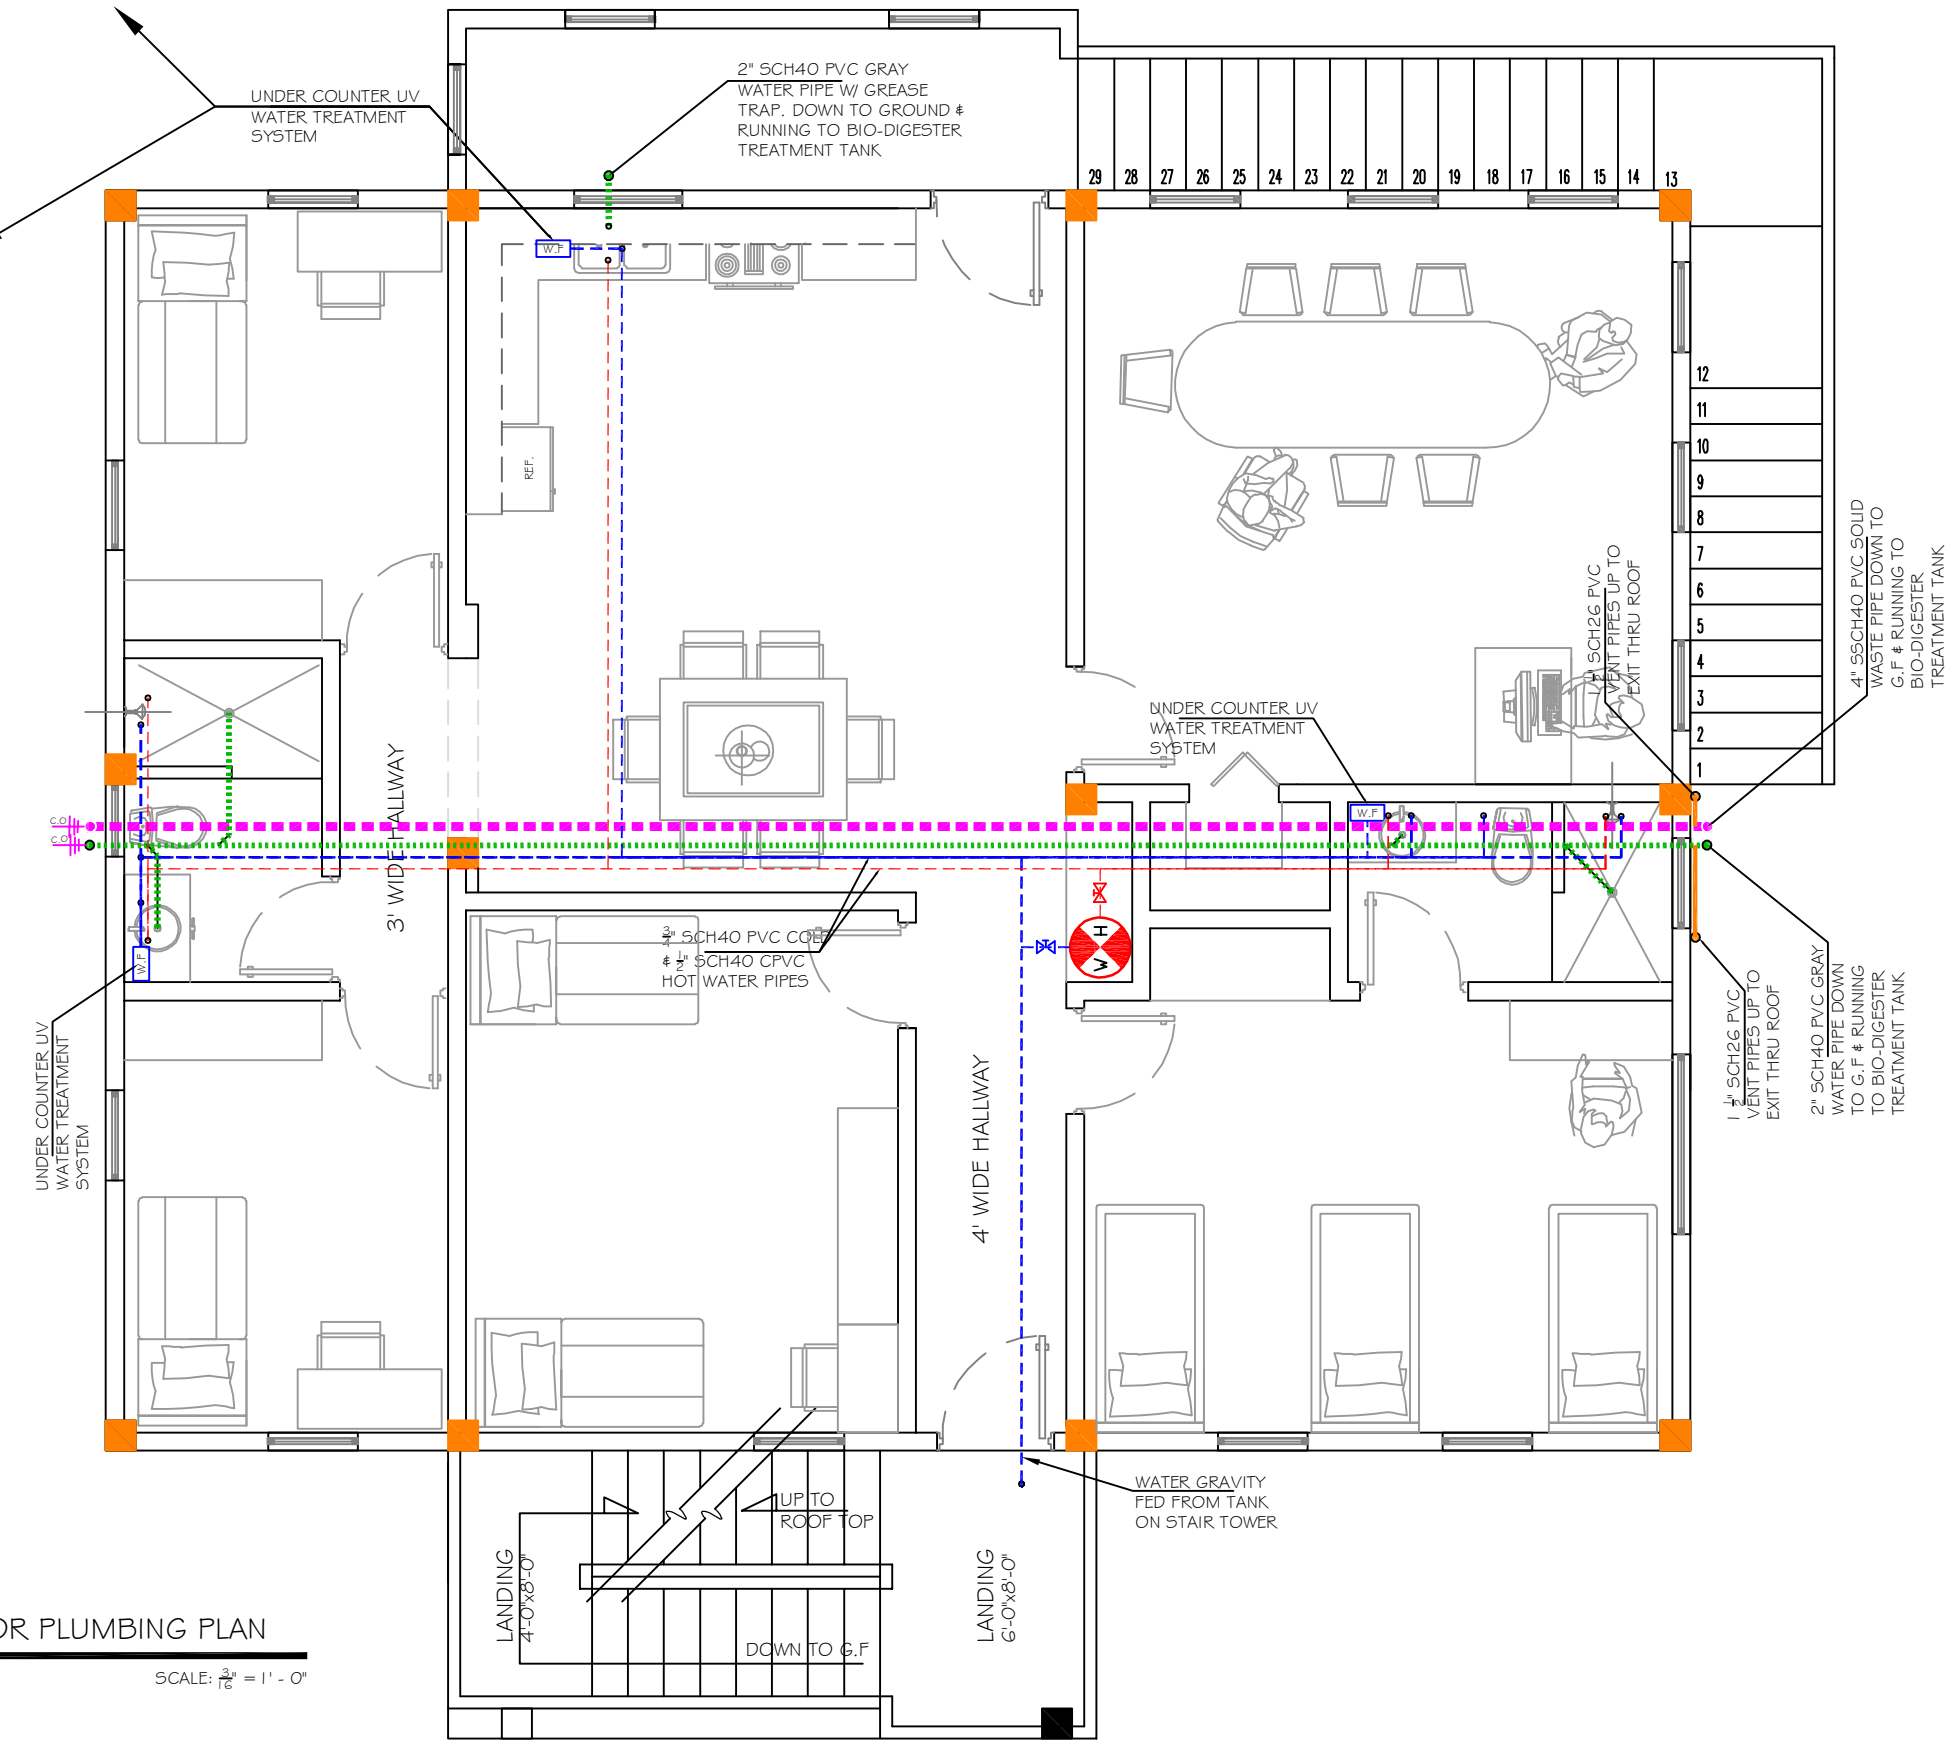 UNDER COUNTER UV
WATER TREATMENT
SYSTEM
2" SCH40 PVC GRAY
WATER PIPE W/ GREASE
TRAP. DOWN TO GROUND &
RUNNING TO BIO-DIGESTER
TREATMENT TANK
29 28 27 26 25 24 23 22 21 20 19 18 17 16 15 14 13
W.F
REF.
12
11
10
9
8
7
6
5
4
3
2
1
4" SSCH40 PVC SOLID
WASTE PIPE DOWN TO
G.F & RUNNING TO
BIO-DIGESTER
TREATMENT TANK
1 1/2" SCH26 PVC
VENT PIPES UP TO
EXIT THRU ROOF
UNDER COUNTER UV
WATER TREATMENT
SYSTEM
W.F
3' WIDE HALLWAY
C.O
C.O
W.F
3/4" SCH40 PVC COLD
& 1/2" SCH40 CPVC
HOT WATER PIPES
W H
UNDER COUNTER UV
WATER TREATMENT
SYSTEM
4' WIDE HALLWAY
1 1/2" SCH26 PVC
VENT PIPES UP TO
EXIT THRU ROOF
2" SCH40 PVC GRAY
WATER PIPE DOWN
TO G.F & RUNNING
TO BIO-DIGESTER
TREATMENT TANK
WATER GRAVITY
FED FROM TANK
ON STAIR TOWER
UP TO
ROOF TOP
LANDING
4'-0"x8'-0"
LANDING
6'-0"x8'-0"
DOWN TO G.F
OR PLUMBING PLAN
SCALE: 3/16" = 1' - 0"